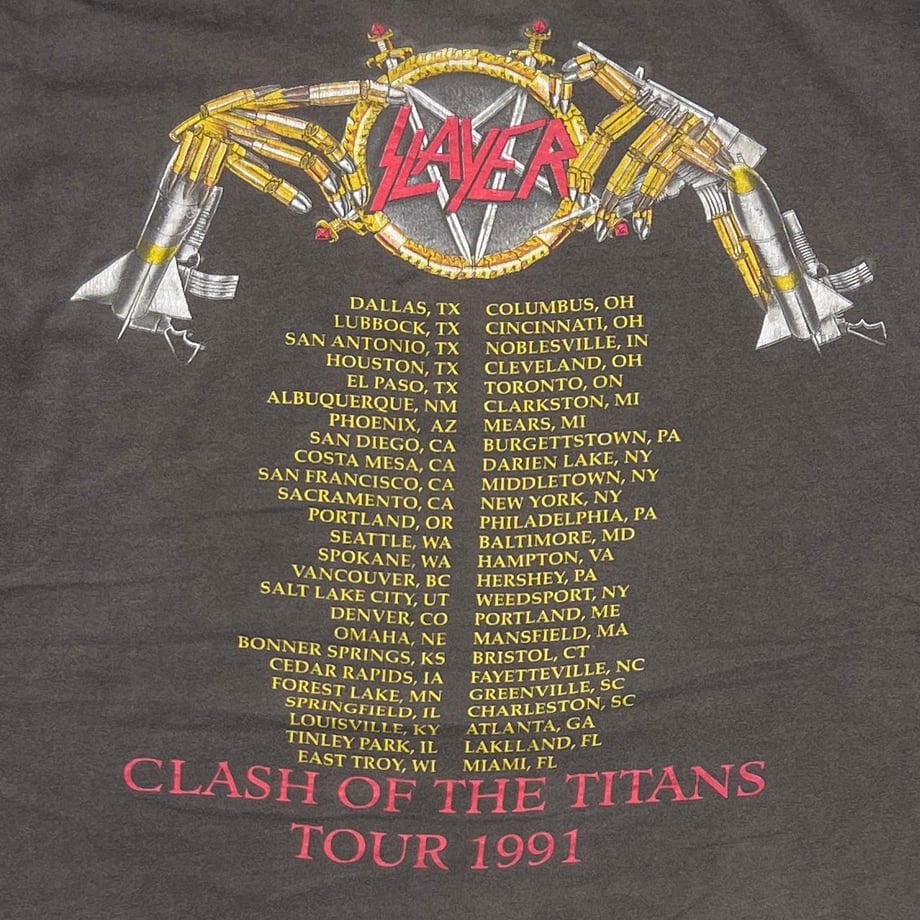 SLAYER
DALLAS, TX
LUBBOCK, TX
SAN ANTONIO, TX
HOUSTON, TX
EL PASO, TX
ALBUQUERQUE, NM
PHOENIX, AZ
SAN DIEGO, CA
COSTA MESA, CA
SAN FRANCISCO, CA
SACRAMENTO, CA
PORTLAND, OR
SEATTLE, WA
SPOKANE, WA
VANCOUVER, BC
SALT LAKE CITY, UT
DENVER, CO
OMAHA, NE
BONNER SPRINGS, KS
CEDAR RAPIDS, IA
FOREST LAKE, MN
SPRINGFIELD, IL
LOUISVILLE, KY
TINLEY PARK, IL
EAST TROY, WI
COLUMBUS, OH
CINCINNATI, OH
NOBLESVILLE, IN
CLEVELAND, OH
TORONTO, ON
CLARKSTON, MI
MEARS, MI
BURGETTSTOWN, PA
DARIEN LAKE, NY
MIDDLETOWN, NY
NEW YORK, NY
PHILADELPHIA, PA
BALTIMORE, MD
HAMPTON, VA
HERSHEY, PA
WEEDSPORT, NY
PORTLAND, ME
MANSFIELD, MA
BRISTOL, CT
FAYETTEVILLE, NC
GREENVILLE, SC
CHARLESTON, SC
ATLANTA, GA
LAKELAND, FL
MIAMI, FL
CLASH OF THE TITANS
TOUR 1991